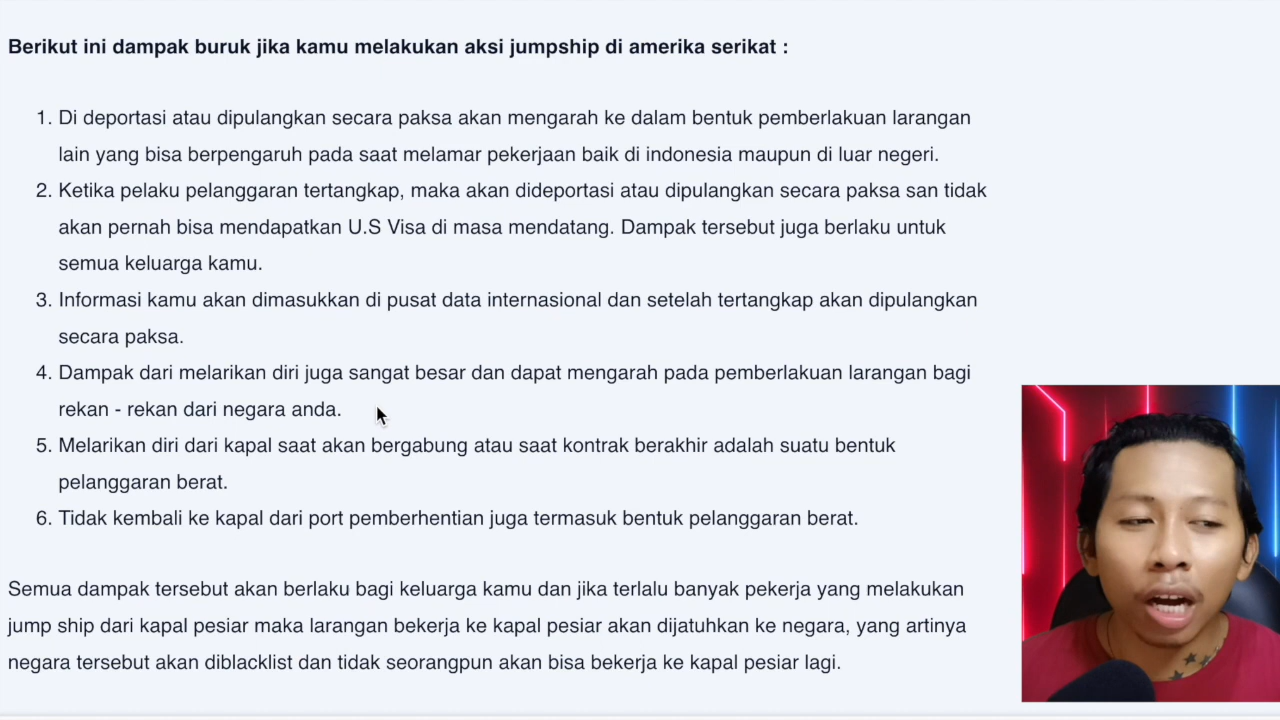 Berikut ini dampak buruk jika kamu melakukan aksi jumpship di amerika serikat :
1. Di deportasi atau dipulangkan secara paksa akan mengarah ke dalam bentuk pemberlakuan larangan
lain yang bisa berpengaruh pada saat melamar pekerjaan baik di indonesia maupun di luar negeri.
2. Ketika pelaku pelanggaran tertangkap, maka akan dideportasi atau dipulangkan secara paksa san tidak
akan pernah bisa mendapatkan U.S Visa di masa mendatang. Dampak tersebut juga berlaku untuk
semua keluarga kamu.
3. Informasi kamu akan dimasukkan di pusat data internasional dan setelah tertangkap akan dipulangkan
secara paksa.
4. Dampak dari melarikan diri juga sangat besar dan dapat mengarah pada pemberlakuan larangan bagi
rekan - rekan dari negara anda.
5. Melarikan diri dari kapal saat akan bergabung atau saat kontrak berakhir adalah suatu bentuk
pelanggaran berat.
6. Tidak kembali ke kapal dari port pemberhentian juga termasuk bentuk pelanggaran berat.
Semua dampak tersebut akan berlaku bagi keluarga kamu dan jika terlalu banyak pekerja yang melakukan
jump ship dari kapal pesiar maka larangan bekerja ke kapal pesiar akan dijatuhkan ke negara, yang artinya
negara tersebut akan diblacklist dan tidak seorangpun akan bisa bekerja ke kapal pesiar lagi.